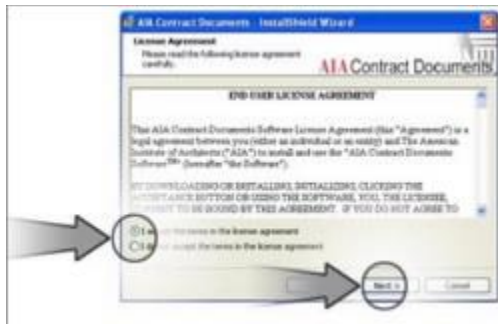 AIA Contract Documents - InstallShield Wizard
License Agreement
Please read the following license agreement
carefully.
AIA Contract Documents
END USER LICENSE AGREEMENT
This AIA Contract Documents Software License Agreement (this "Agreement") is a
legal agreement between you (either an individual or an entity) and The American
Institute of Architects ("AIA") to install and use the "AIA Contract Documents
Software™" (hereafter "the Software").
BY DOWNLOADING OR INSTALLING, INITIALIZING, CLICKING THE
ACCEPTANCE BUTTON OR USING THE SOFTWARE, YOU, THE LICENSEE,
TO BE BOUND BY THIS AGREEMENT. IF YOU DO NOT AGREE TO
I the terms in the license agreement
I accept the terms in the license agreement
Next >
Cancel